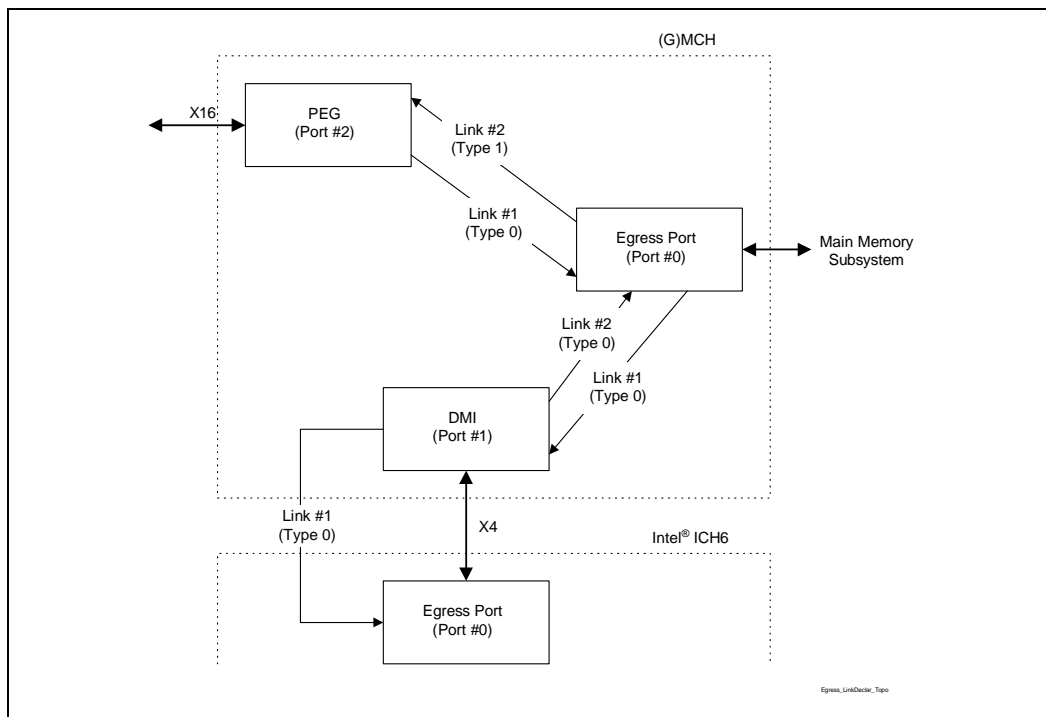 (G)MCH
X16
PEG
(Port #2)
Link #2
(Type 1)
Link #1
(Type 0)
Egress Port
(Port #0)
Main Memory
Subsystem
Link #2
(Type 0)
Link #1
(Type 0)
DMI
(Port #1)
Link #1
(Type 0)
X4
Intel® ICH6
Egress Port
(Port #0)
Egress_LinkDeclar_Topo